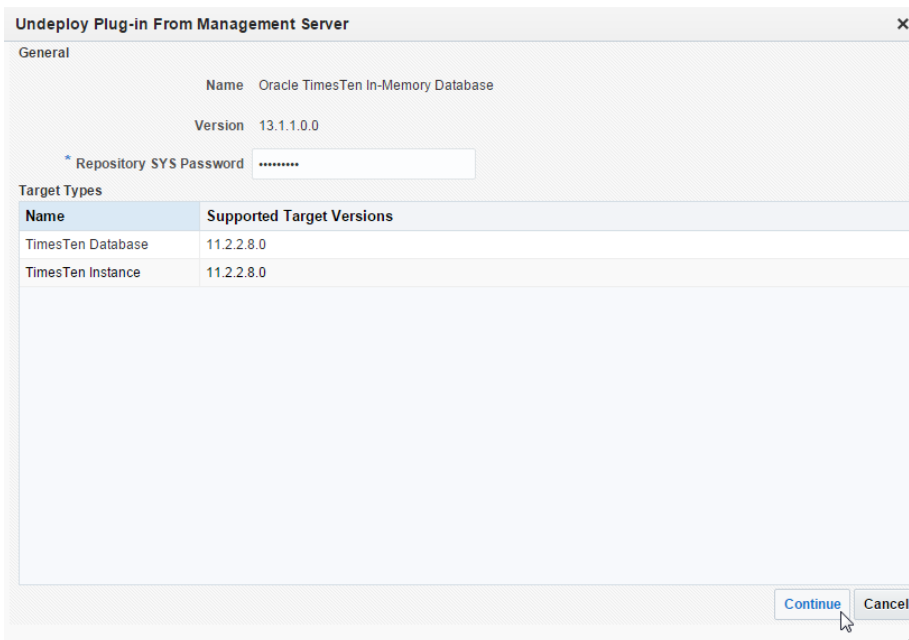 Undeploy Plug-in From Management Server ×
General
Name Oracle TimesTen In-Memory Database
Version 13.1.1.0.0
* Repository SYS Password •••••••••
Target Types
Name Supported Target Versions
TimesTen Database 11.2.2.8.0
TimesTen Instance 11.2.2.8.0
Continue Cancel